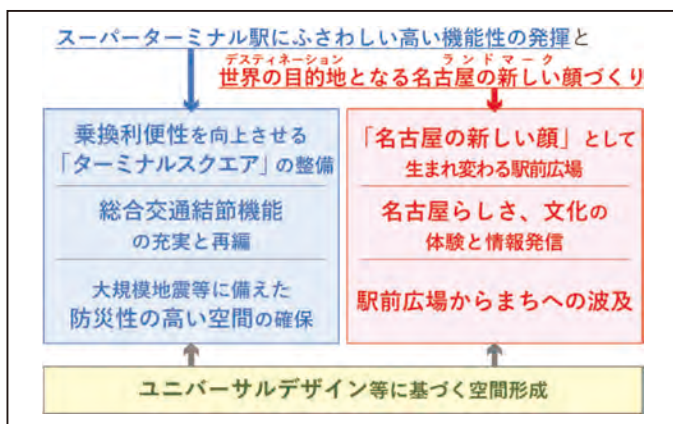 スーパーターミナル駅にふさわしい高い機能性の発揮と
デスティネーション ランドマーク
世界の目的地となる名古屋の新しい顔づくり
乗換利便性を向上させる
「ターミナルスクエア」の整備
総合交通結節機能
の充実と再編
大規模地震等に備えた
防災性の高い空間の確保
「名古屋の新しい顔」として
生まれ変わる駅前広場
名古屋らしさ、文化の
体験と情報発信
駅前広場からまちへの波及
ユニバーサルデザイン等に基づく空間形成